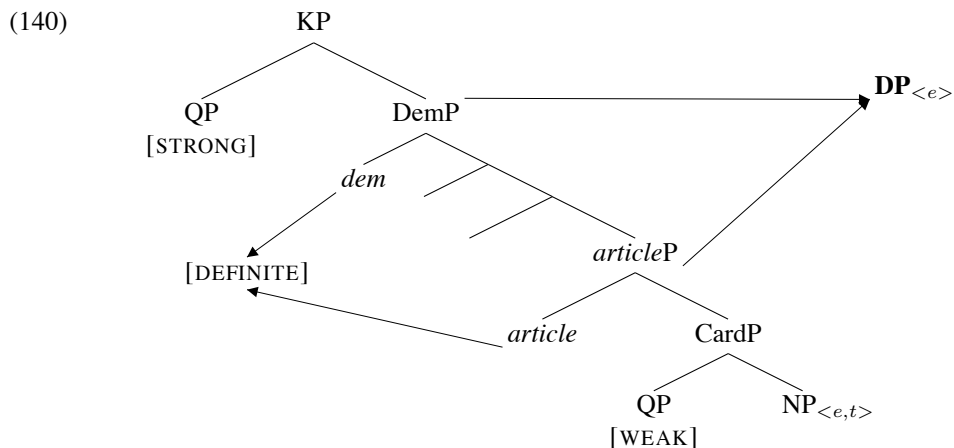 (140) KP
DP<e>
QP DemP
[STRONG]
dem
[DEFINITE] articleP
article CardP
QP NP<e,t>
[WEAK]